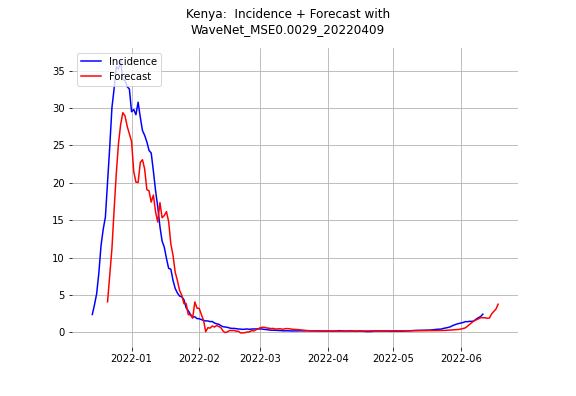 Kenya:  Incidence + Forecast with
WaveNet_MSE0.0029_20220409
Incidence
Forecast
35
30
25
20
15
10
5
0
2022-01 2022-02 2022-03 2022-04 2022-05 2022-06